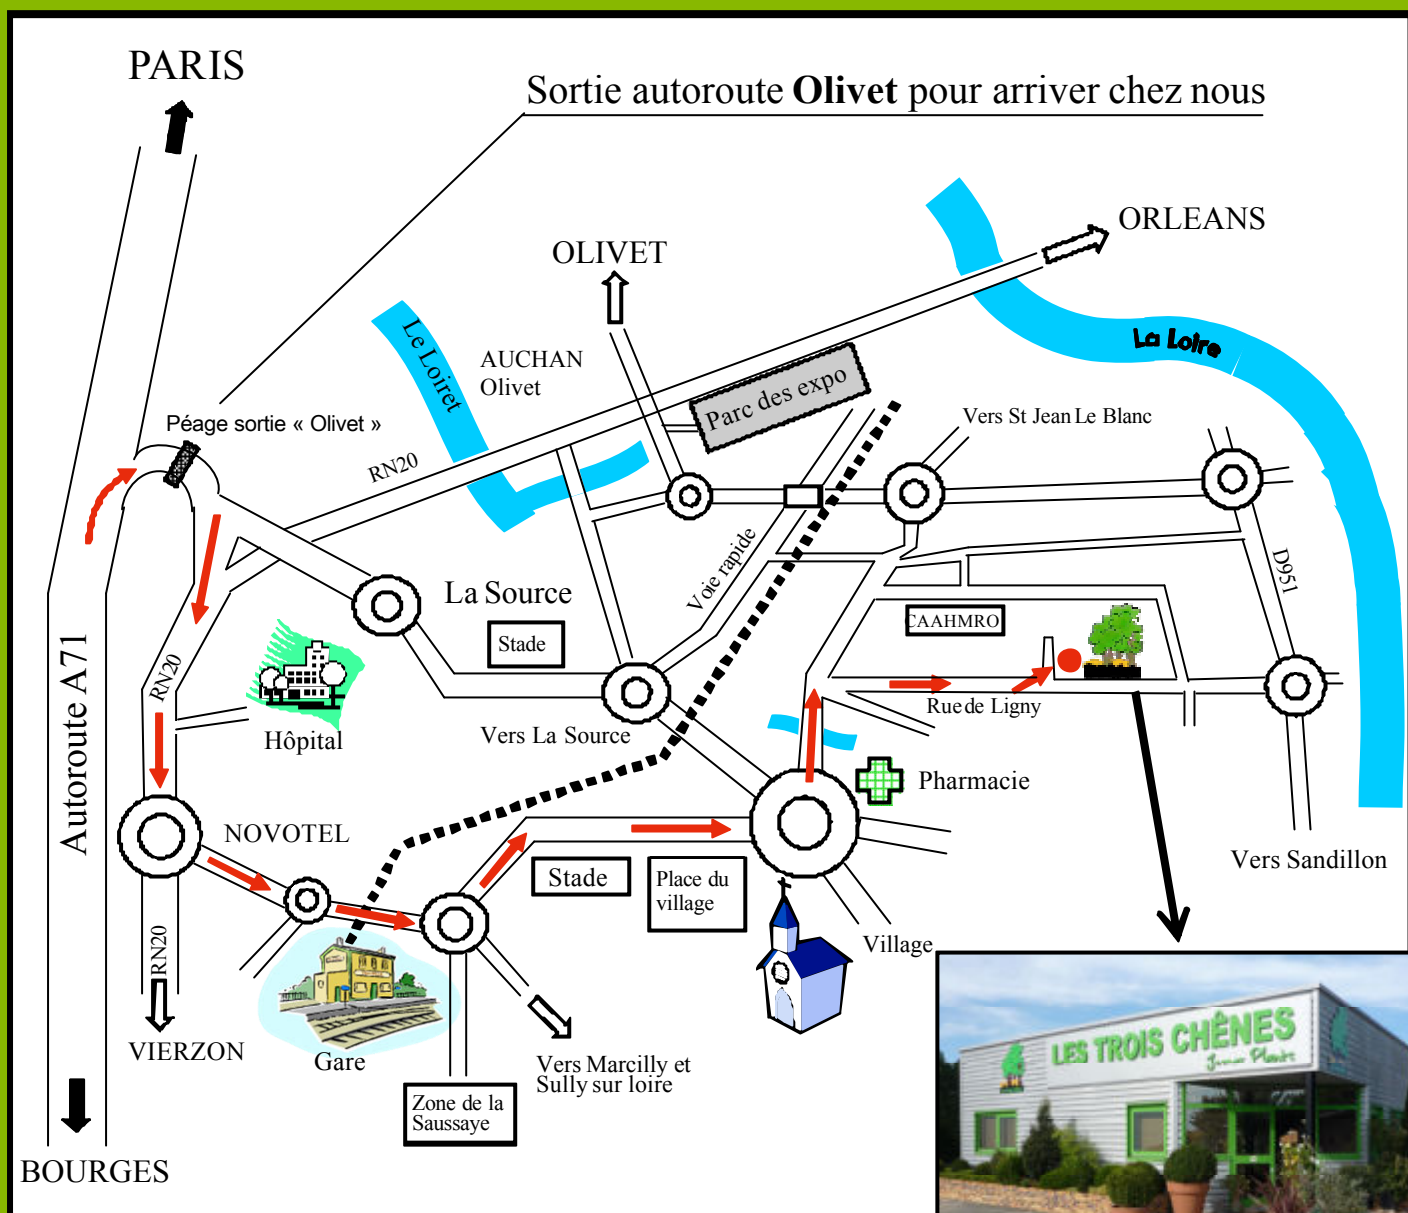 PARIS
Sortie autoroute Olivet pour arriver chez nous
ORLEANS
OLIVET
La Loire
Le Loiret
AUCHAN
Olivet
Parc des expo
Vers St Jean Le Blanc
Péage sortie « Olivet »
RN20
Voie rapide
D951
La Source
Stade
CAAHMRO
Autoroute A71
RN20
Hôpital
Vers La Source
Rue de Ligny
Pharmacie
NOVOTEL
Stade
Place du
village
Vers Sandillon
Village
RN20
VIERZON
Gare
Vers Marcilly et
Sully sur loire
Zone de la
Saussaye
BOURGES
LES TROIS CHÊNES